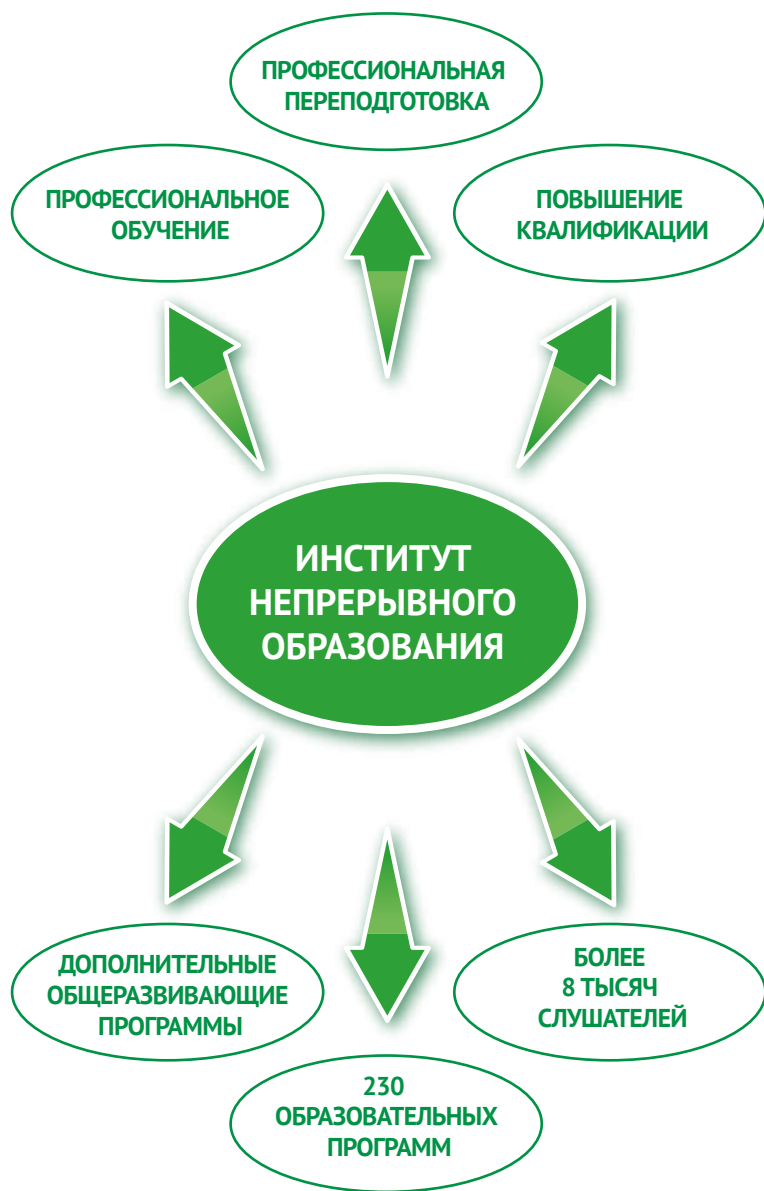 ПРОФЕССИОНАЛЬНАЯ
ПЕРЕПОДГОТОВКА
ПРОФЕССИОНАЛЬНОЕ
ОБУЧЕНИЕ
ПОВЫШЕНИЕ
КВАЛИФИКАЦИИ
ИНСТИТУТ
НЕПРЕРЫВНОГО
ОБРАЗОВАНИЯ
ДОПОЛНИТЕЛЬНЫЕ
ОБЩЕРАЗВИВАЮЩИЕ
ПРОГРАММЫ
БОЛЕЕ
8 ТЫСЯЧ
СЛУШАТЕЛЕЙ
230
ОБРАЗОВАТЕЛЬНЫХ
ПРОГРАММ